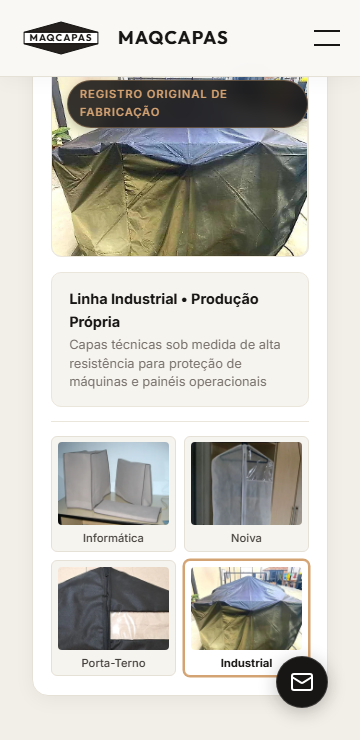 MAQCAPAS
MAQCAPAS
REGISTRO ORIGINAL DE
FABRICAÇÃO
Linha Industrial • Produção
Própria
Capas técnicas sob medida de alta
resistência para proteção de
máquinas e painéis operacionais
Informática
Noiva
Porta-Terno
Industrial